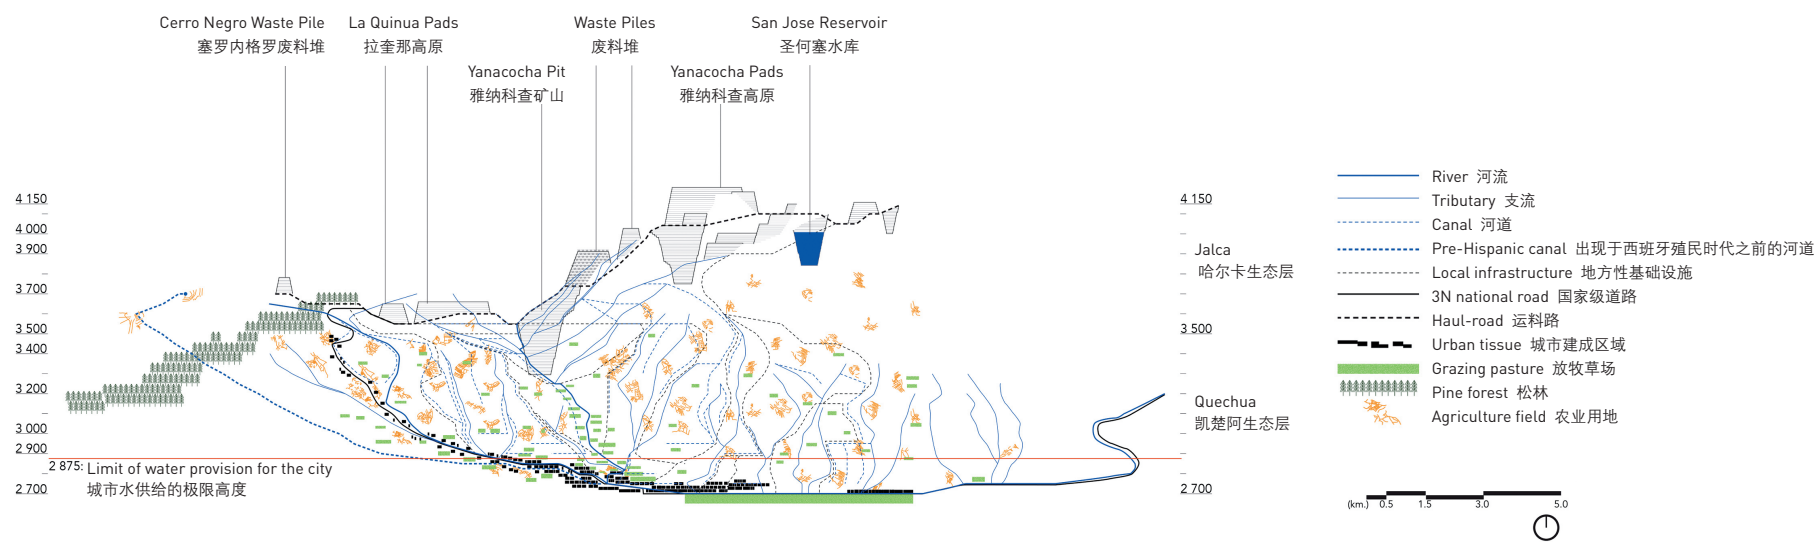 Cerro Negro Waste Pile
塞罗内格罗废料堆
La Quinua Pads
拉奎那高原
Waste Piles
废料堆
San Jose Reservoir
圣何塞水库
Yanacocha Pit
雅纳科查矿山
Yanacocha Pads
雅纳科查高原
4 150
4 000
3 900
3 700
3 500
3 400
3 200
3 000
2 900
2 875: Limit of water provision for the city
城市水供给的极限高度
2 700
4 150
Jalca
哈尔卡生态层
3 500
Quechua
凯楚阿生态层
2 700
River 河流
Tributary 支流
Canal 河道
Pre-Hispanic canal 出现于西班牙殖民时代之前的河道
Local infrastructure 地方性基础设施
3N national road 国家级道路
Haul-road 运料路
Urban tissue 城市建成区域
Grazing pasture 放牧草场
Pine forest 松林
Agriculture field 农业用地
(km.) 0.5 1.5 3.0 5.0